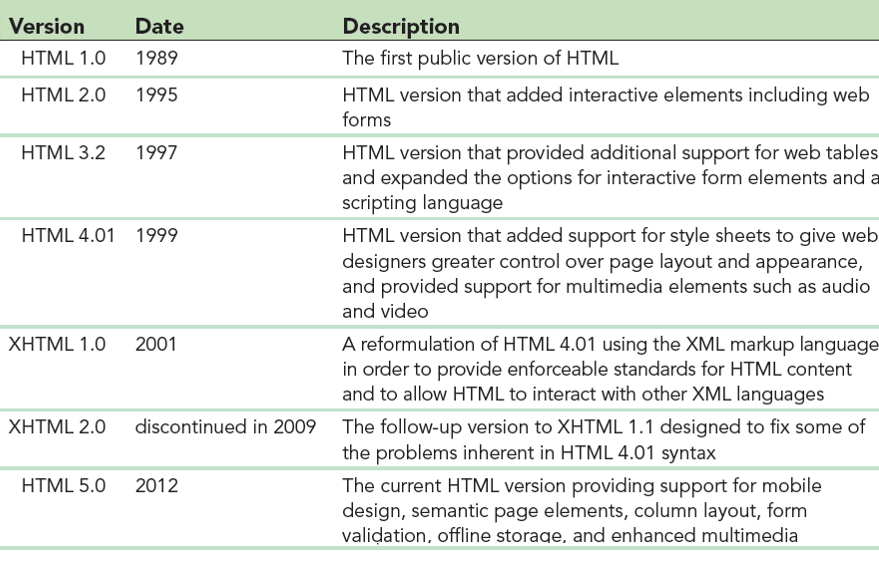 Version Date Description
HTML 1.0 1989 The first public version of HTML
HTML 2.0 1995 HTML version that added interactive elements including web
forms
HTML 3.2 1997 HTML version that provided additional support for web tables
and expanded the options for interactive form elements and a
scripting language
HTML 4.01 1999 HTML version that added support for style sheets to give web
designers greater control over page layout and appearance,
and provided support for multimedia elements such as audio
and video
XHTML 1.0 2001 A reformulation of HTML 4.01 using the XML markup language
in order to provide enforceable standards for HTML content
and to allow HTML to interact with other XML languages
XHTML 2.0 discontinued in 2009 The follow-up version to XHTML 1.1 designed to fix some of
the problems inherent in HTML 4.01 syntax
HTML 5.0 2012 The current HTML version providing support for mobile
design, semantic page elements, column layout, form
validation, offline storage, and enhanced multimedia